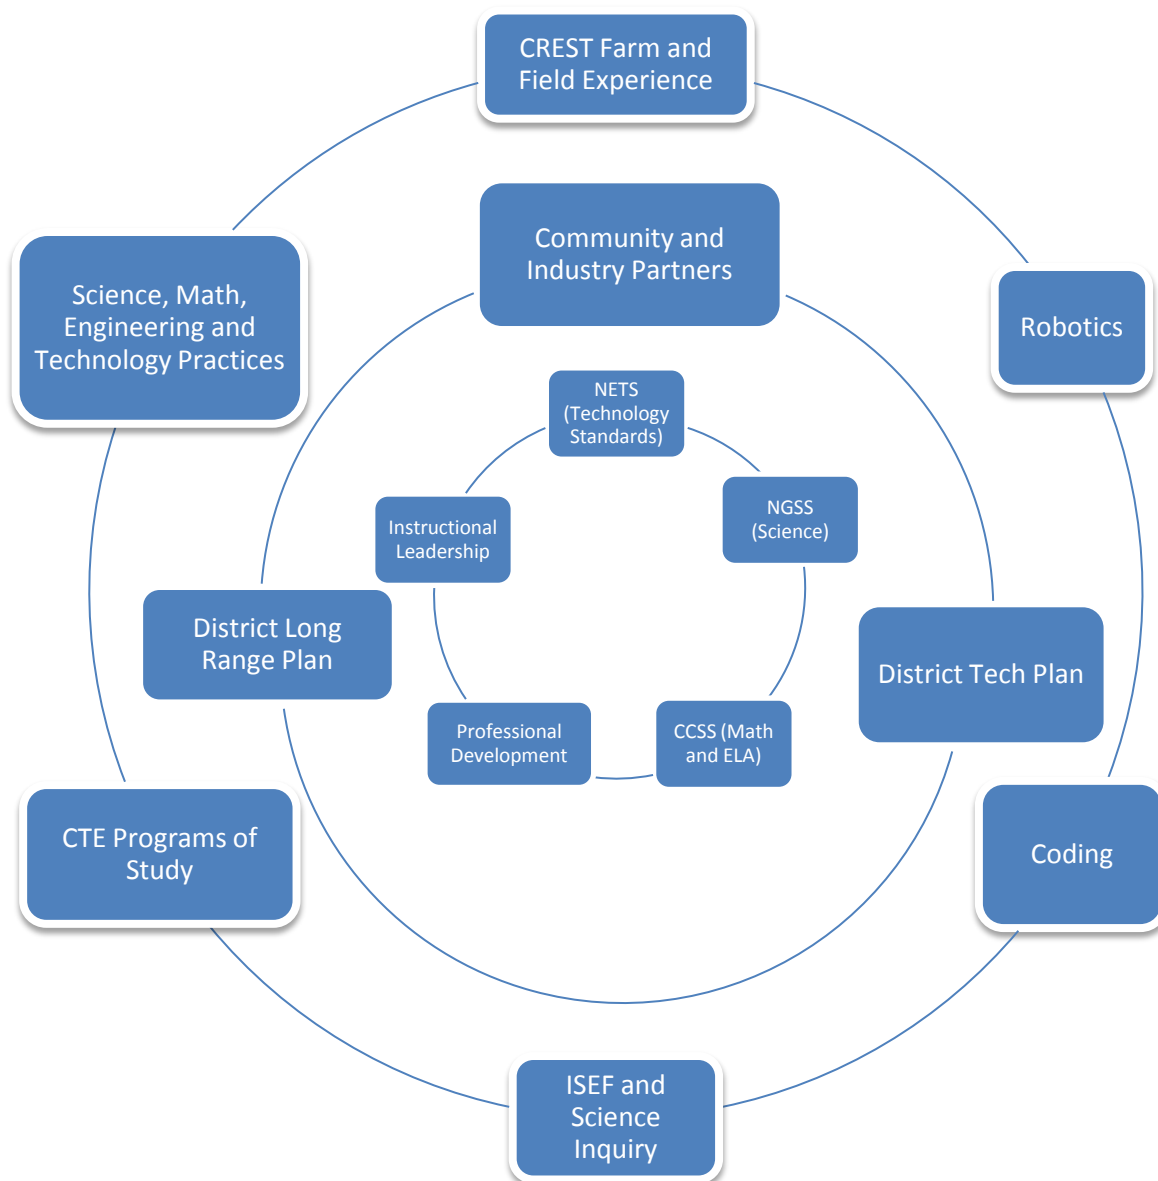 CREST Farm and
Field Experience
Community and
Industry Partners
Science, Math,
Engineering and
Technology Practices
Robotics
NETS
(Technology
Standards)
NGSS
(Science)
Instructional
Leadership
District Long
Range Plan
District Tech Plan
Professional
Development
CCSS (Math
and ELA)
CTE Programs of
Study
Coding
ISEF and
Science
Inquiry